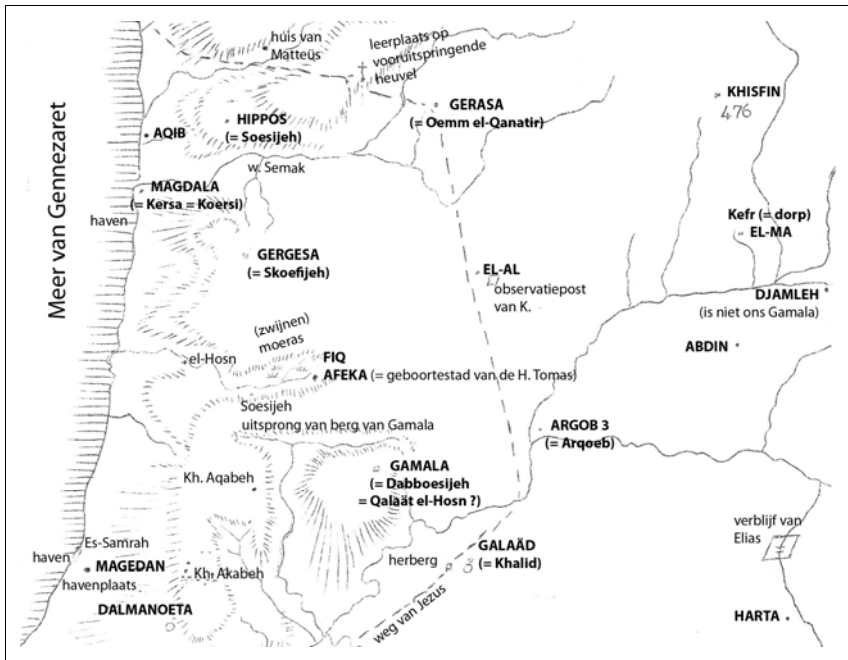 huis van
Matteüs
leerplaats op
vooruitspringende
heuvel
KHISFIN
476
HIPPOS
(= Soesijeh)
GERASA
(= Oemm el-Qanatir)
AQIB
w. Semak
MAGDALA
(= Kersa = Koersi)
haven
Meer van Gennezaret
Kefr (= dorp)
EL-MA
GERGESA
(= Skoefijeh)
EL-AL
observatiepost
van K.
DJAMLEH
(is niet ons Gamala)
(zwijnen)
moeras
ABDIN
el-Hosn
FIQ
AFEKA (= geboortestad van de H. Tomas)
Soesijeh
uitsprong van berg van Gamala
ARGOB 3
(= Arqoeb)
GAMALA
(= Dabboesijeh
= Qalaät el-Hosn ?)
Kh. Aqabeh
verblijf van
Elias
Es-Samrah
haven
MAGEDAN
havenplaats
Kh. Akabeh
herberg
3
GALAÄD
(= Khalid)
DALMANOETA
weg van Jezus
HARTA